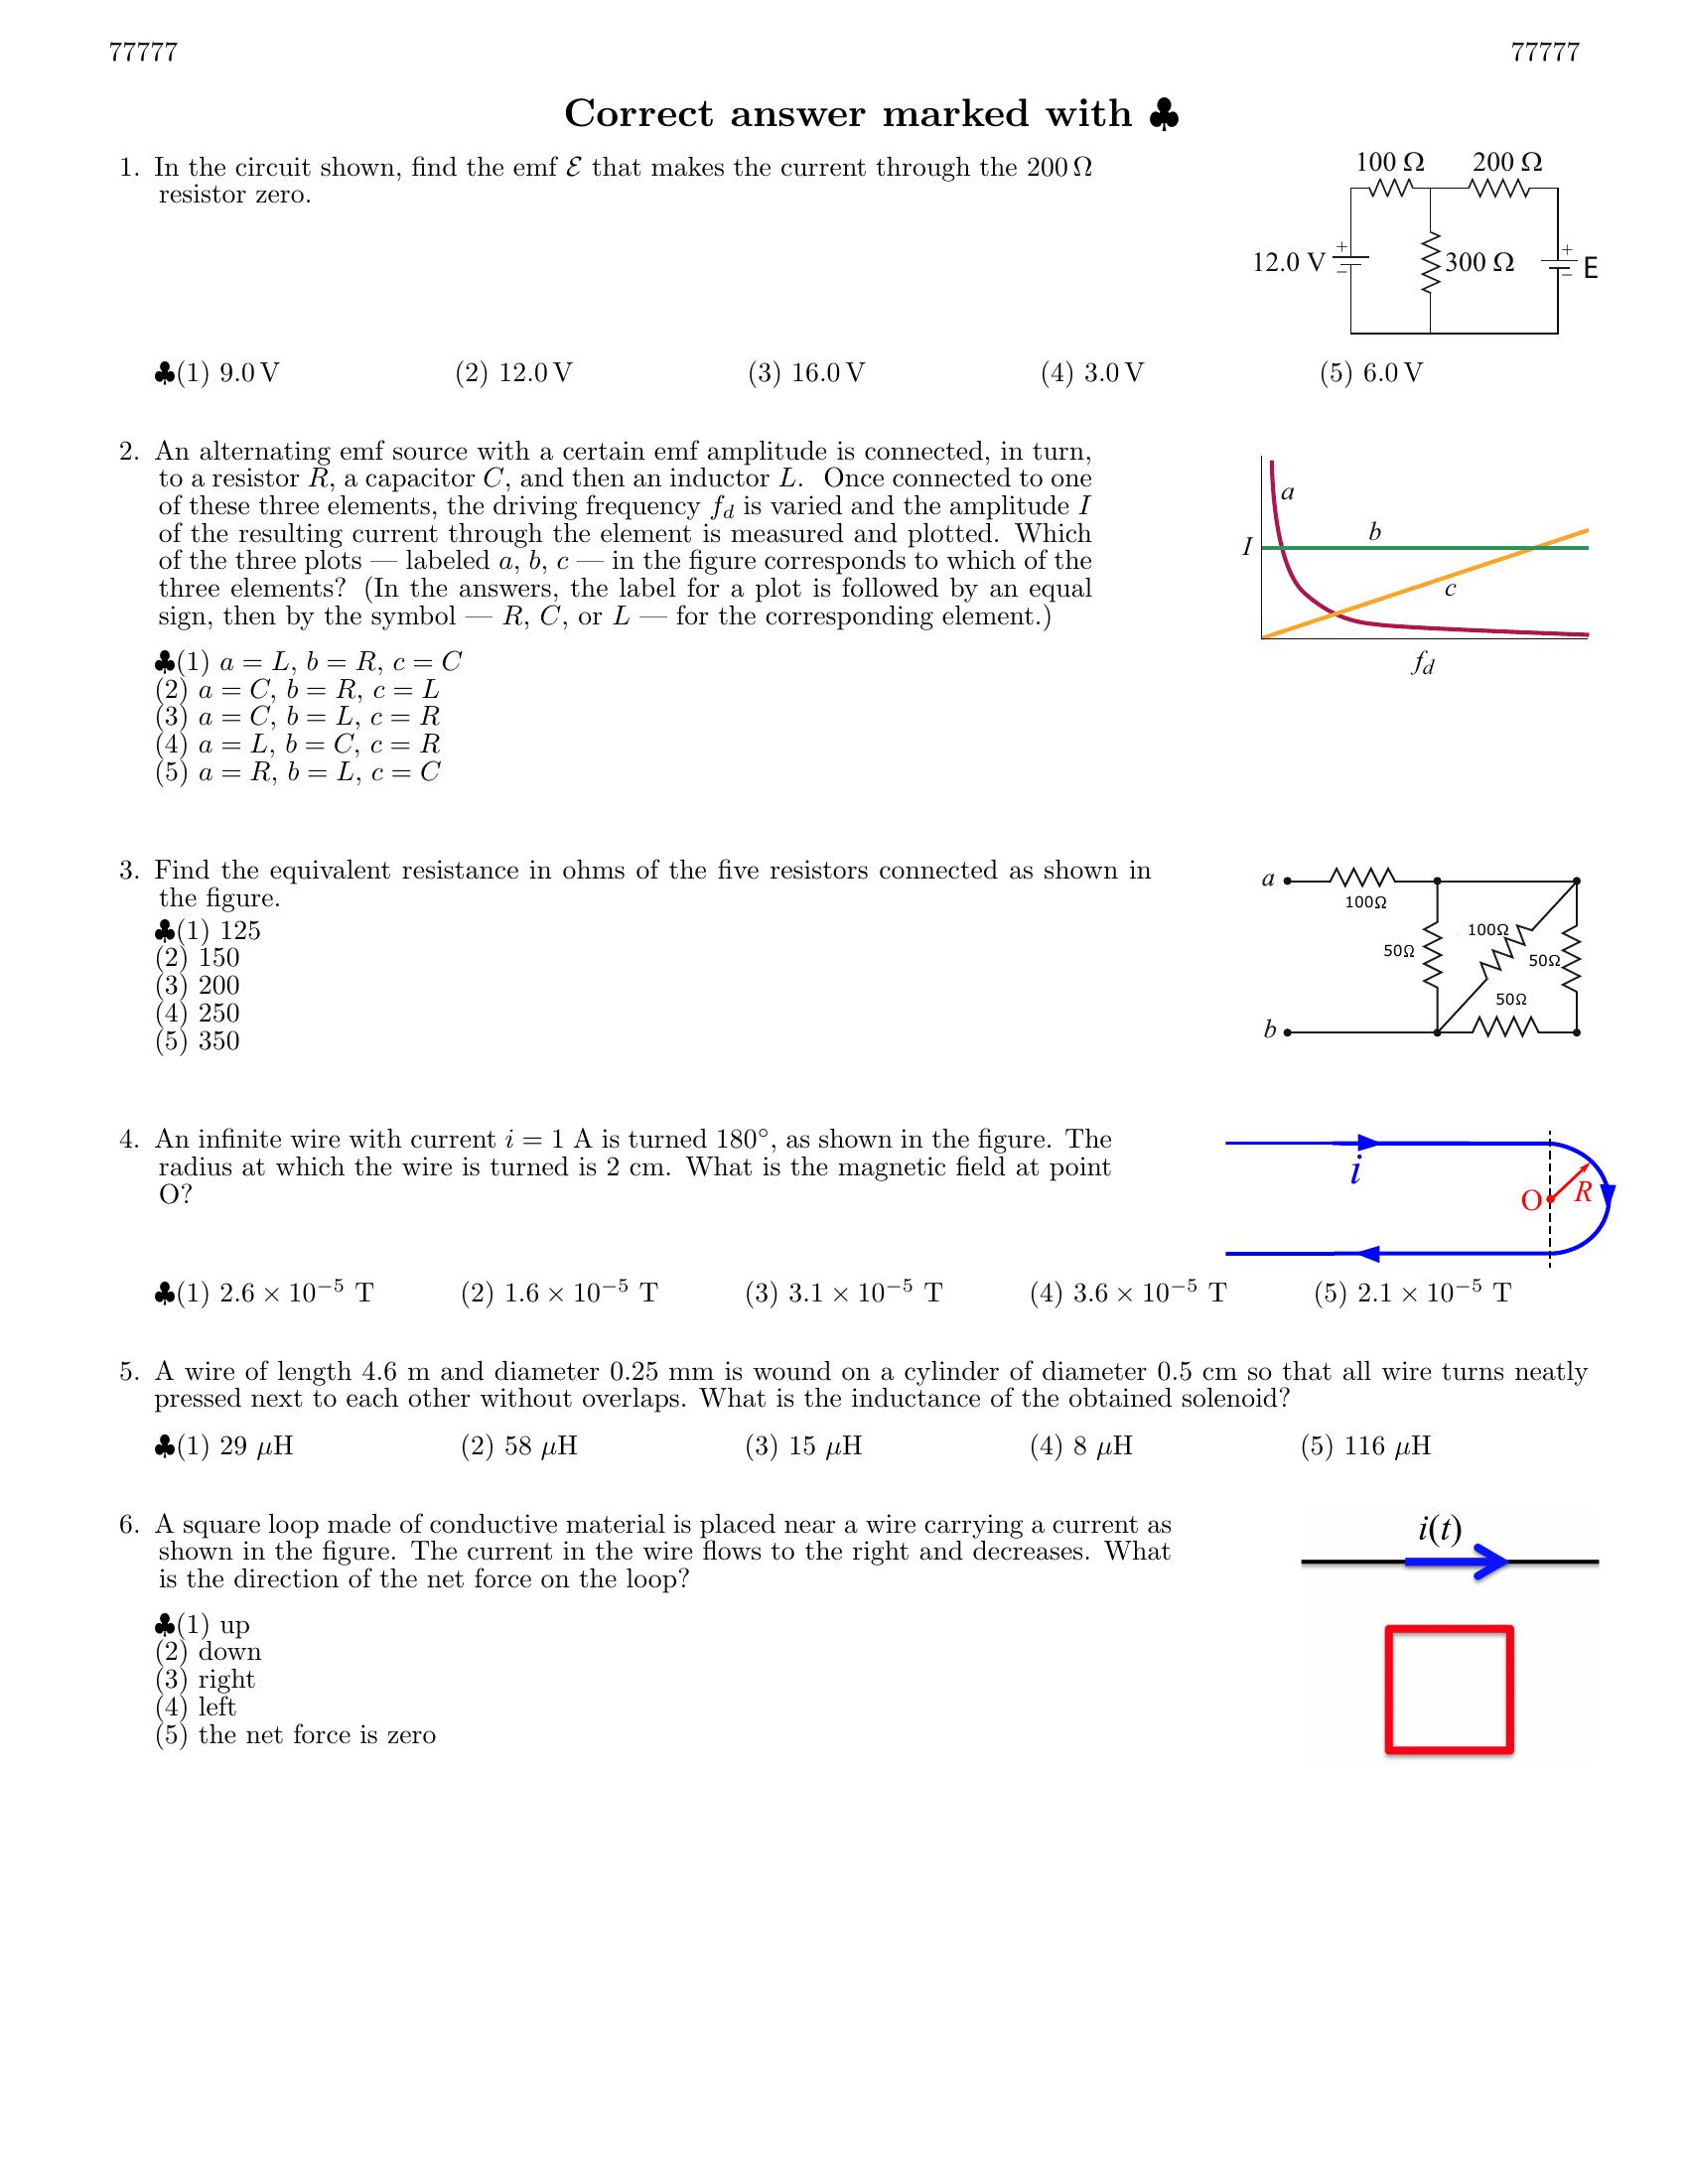 77777 77777
Correct answer marked with ♣
1. In the circuit shown, find the emf ℰ that makes the current through the 200 Ω
resistor zero.
100 Ω 200 Ω
12.0 V + − 300 Ω + − E
♣(1) 9.0 V (2) 12.0 V (3) 16.0 V (4) 3.0 V (5) 6.0 V
2. An alternating emf source with a certain emf amplitude is connected, in turn,
to a resistor R, a capacitor C, and then an inductor L. Once connected to one
of these three elements, the driving frequency f_d is varied and the amplitude I
of the resulting current through the element is measured and plotted. Which
of the three plots — labeled a, b, c — in the figure corresponds to which of the
three elements? (In the answers, the label for a plot is followed by an equal
sign, then by the symbol — R, C, or L — for the corresponding element.)
a
b
I
c
f_d
♣(1) a = L, b = R, c = C
(2) a = C, b = R, c = L
(3) a = C, b = L, c = R
(4) a = L, b = C, c = R
(5) a = R, b = L, c = C
3. Find the equivalent resistance in ohms of the five resistors connected as shown in
the figure.
♣(1) 125
(2) 150
(3) 200
(4) 250
(5) 350
a
100Ω
100Ω
50Ω
50Ω
50Ω
b
4. An infinite wire with current i = 1 A is turned 180°, as shown in the figure. The
radius at which the wire is turned is 2 cm. What is the magnetic field at point
O?
i
O R
♣(1) 2.6 × 10⁻⁵ T (2) 1.6 × 10⁻⁵ T (3) 3.1 × 10⁻⁵ T (4) 3.6 × 10⁻⁵ T (5) 2.1 × 10⁻⁵ T
5. A wire of length 4.6 m and diameter 0.25 mm is wound on a cylinder of diameter 0.5 cm so that all wire turns neatly
pressed next to each other without overlaps. What is the inductance of the obtained solenoid?
♣(1) 29 μH (2) 58 μH (3) 15 μH (4) 8 μH (5) 116 μH
6. A square loop made of conductive material is placed near a wire carrying a current as
shown in the figure. The current in the wire flows to the right and decreases. What
is the direction of the net force on the loop?
i(t)
♣(1) up
(2) down
(3) right
(4) left
(5) the net force is zero